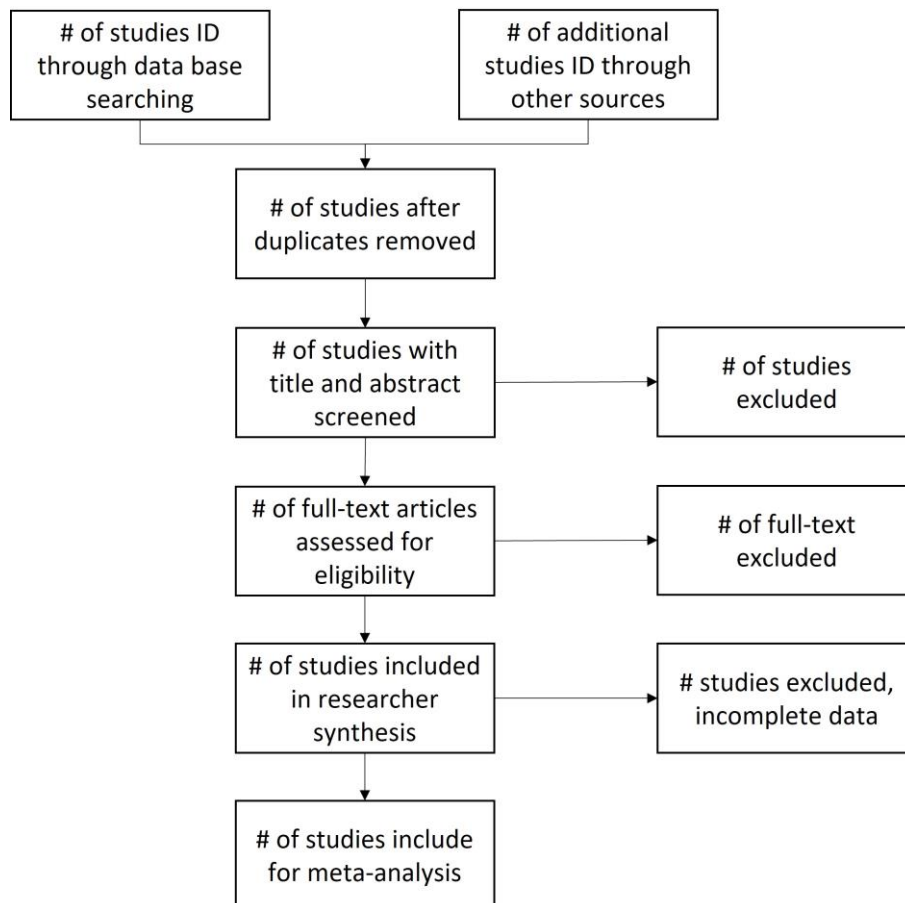 # of studies ID
through data base
searching
# of additional
studies ID through
other sources
# of studies after
duplicates removed
# of studies with
title and abstract
screened
# of studies
excluded
# of full-text articles
assessed for
eligibility
# of full-text
excluded
# of studies included
in researcher
synthesis
# studies excluded,
incomplete data
# of studies include
for meta-analysis